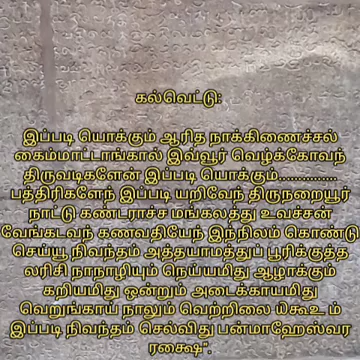 கல்வெட்டு:
இப்படி யொக்கும் ஆரித நாக்கிணைச்சல்
கைம்மாட்டாங்கால் இவ்வூர் வெழ்க்கோவந்
திருவடிகளேன் இப்படி யொக்கும்................
பத்திரிகளேந் இப்படி யறிவேந் திருநறையூர்
நாட்டு கண்டராச்ச மங்கலத்து உவச்சன்
வேங்கடவந் கணவதியேந் இந்நிலம் கொண்டு
செய்யூ நிவந்தம் அத்தயாமத்துப் பூரிக்குத்த
லரிசி நாநாழியும் நெய்யமிது ஆழாக்கும்
கறியமிது ஒன்றும் அடைக்காயமிது
வெறுங்காய் நாலும் வெற்றிலை
இப்படி நிவந்தம் செல்விது பன்மாஹேஸ்வர
ரக்ஷை".